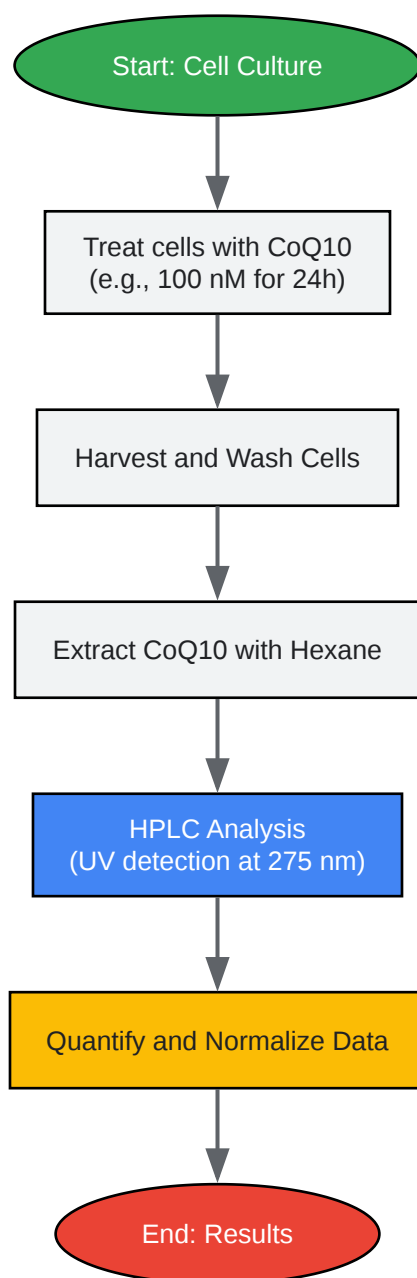 Start: Cell Culture
Treat cells with CoQ10
(e.g., 100 nM for 24h)
Harvest and Wash Cells
Extract CoQ10 with Hexane
HPLC Analysis
(UV detection at 275 nm)
Quantify and Normalize Data
End: Results